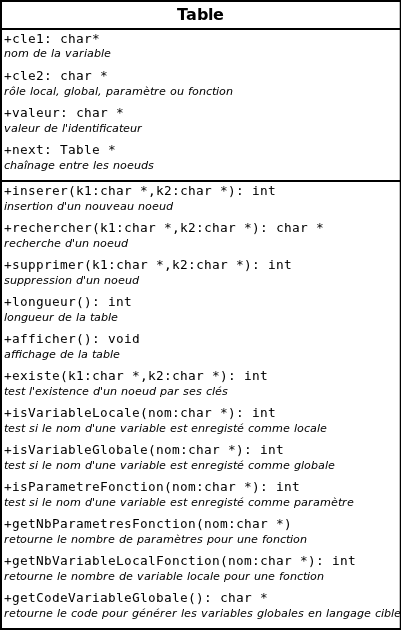 Table
+cle1: char*
nom de la variable
+cle2: char *
rôle local, global, paramètre ou fonction
+valeur: char *
valeur de l'identificateur
+next: Table *
chaînage entre les noeuds
+inserer(k1:char *,k2:char *): int
insertion d'un nouveau noeud
+rechercher(k1:char *,k2:char *): char *
recherche d'un noeud
+supprimer(k1:char *,k2:char *): int
suppression d'un noeud
+longueur(): int
longueur de la table
+afficher(): void
affichage de la table
+existe(k1:char *,k2:char *): int
test l'existence d'un noeud par ses clés
+isVariableLocale(nom:char *): int
test si le nom d'une variable est enregisté comme locale
+isVariableGlobale(nom:char *): int
test si le nom d'une variable est enregisté comme globale
+isParametreFonction(nom:char *): int
test si le nom d'une variable est enregisté comme paramètre
+getNbParametresFonction(nom:char *)
retourne le nombre de paramètres pour une fonction
+getNbVariableLocalFonction(nom:char *): int
retourne le nombre de variable locale pour une fonction
+getCodeVariableGlobale(): char *
retourne le code pour générer les variables globales en langage cible